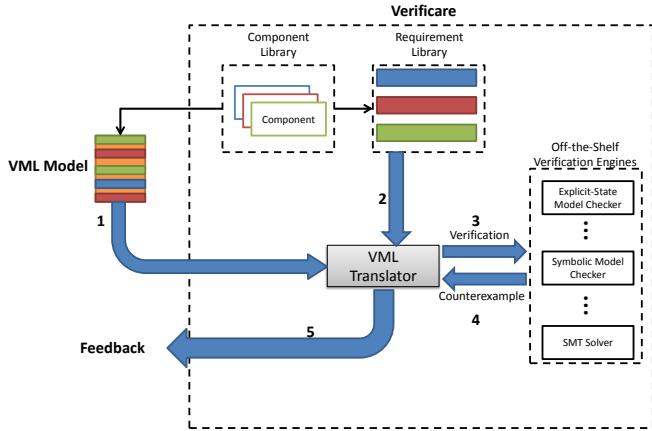 Verificare
Component
Library
Requirement
Library
Component
VML Model
Off-the-Shelf
Verification Engines
Explicit-State
Model Checker
1
2
3
Verification
VML
Translator
Symbolic Model
Checker
Counterexample
4
5
SMT Solver
Feedback